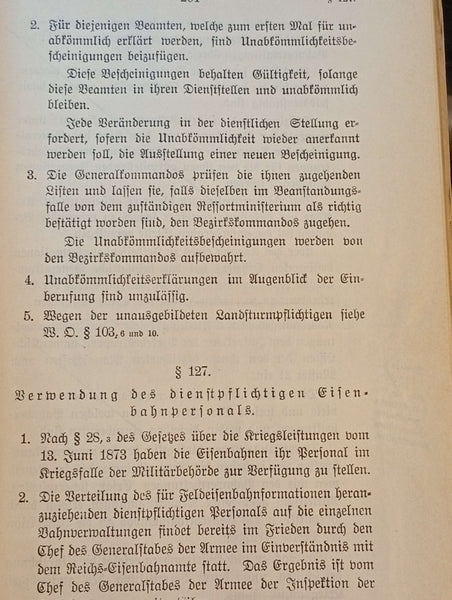 2. Für diejenigen Beamten, welche zum ersten Mal für un-
abkömmlich erklärt werden, sind Unabkömmlichkeitsbe-
scheinigungen beizufügen.
Diese Bescheinigungen behalten Gültigkeit, solange
diese Beamten in ihren Dienststellen und unabkömmlich
bleiben.
Jede Veränderung in der dienstlichen Stellung er-
fordert, sofern die Unabkömmlichkeit wieder anerkannt
werden soll, die Ausstellung einer neuen Bescheinigung.
3. Die Generalkommandos prüfen die ihnen zugehenden
Listen und lassen sie, falls dieselben im Beanstandungs-
falle von dem zuständigen Ressortministerium als richtig
bestätigt worden sind, den Bezirkskommandos zugehen.
Die Unabkömmlichkeitsbescheinigungen werden von
den Bezirkskommandos aufbewahrt.
4. Unabkömmlichkeitserklärungen im Augenblick der Ein-
berufung sind unzulässig.
5. Wegen der unausgebildeten Landsturmpflichtigen siehe
W. O. § 103, 6 und 10.
§ 127.
Verwendung des dienstpflichtigen Eisen-
bahnpersonals.
1. Nach § 28, 3 des Gesetzes über die Kriegsleistungen vom
13. Juni 1873 haben die Eisenbahnen ihr Personal im
Kriegsfalle der Militärbehörde zur Verfügung zu stellen.
2. Die Verteilung des für Feldeisenbahnformationen heran-
zuziehenden dienstpflichtigen Personals auf die einzelnen
Bahnverwaltungen findet bereits im Frieden durch den
Chef des Generalstabes der Armee im Einverständnis mit
dem Reichs-Eisenbahnamte statt. Das Ergebnis ist vom
Chef des Generalstabes der Armee der Inspektion der